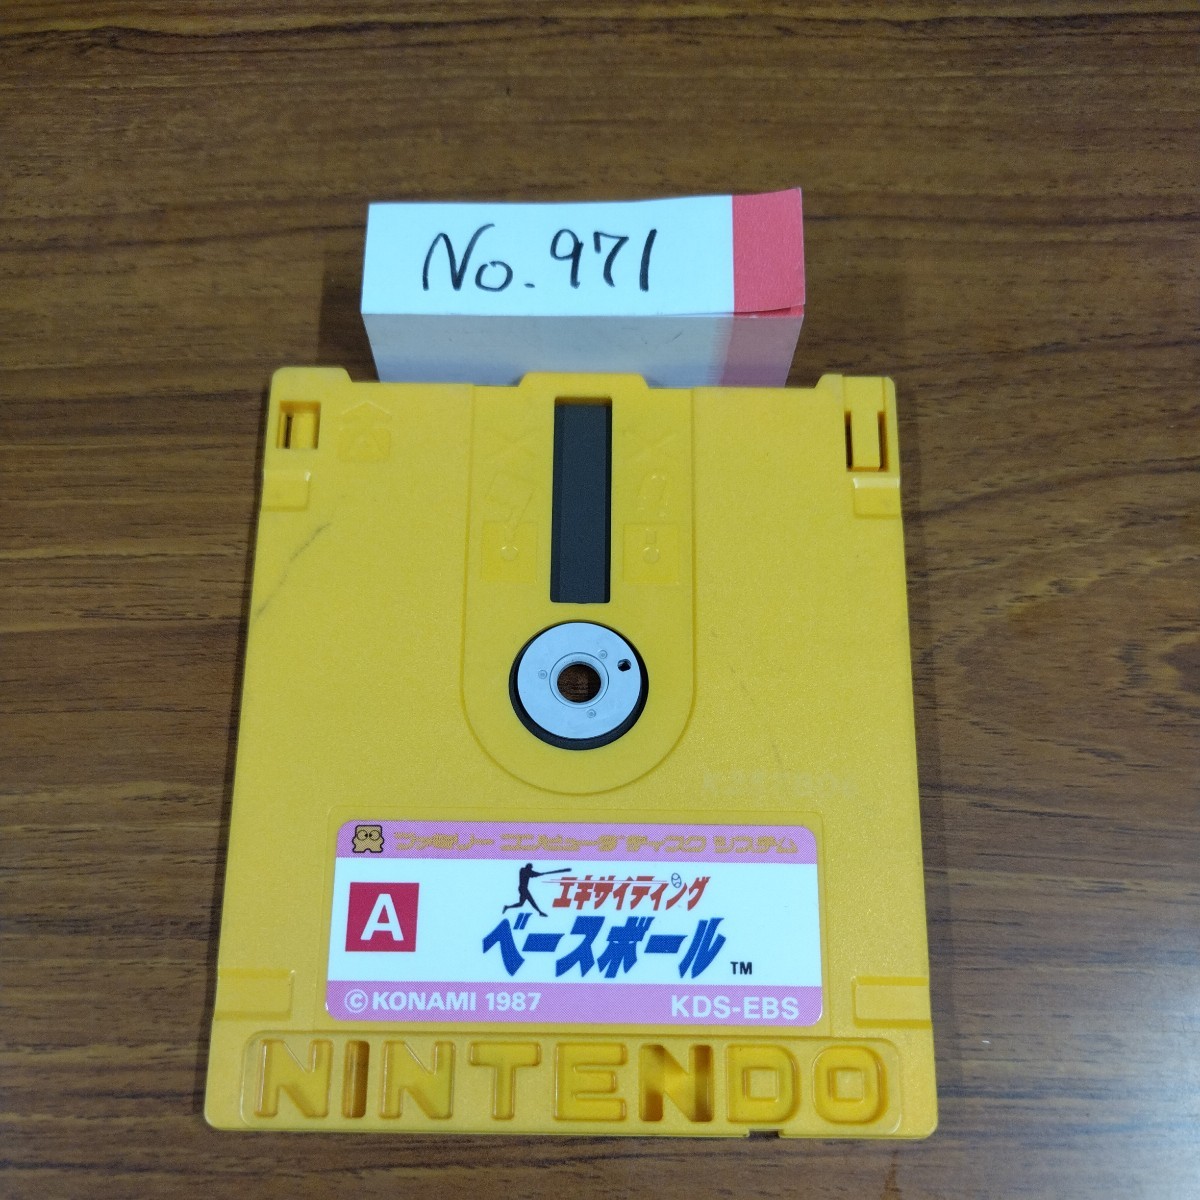 No. 971
ファミリー コンピュータ ディスク システム
A
エキサイティング
ベースボール TM
© KONAMI 1987 KDS-EBS
NINTENDO